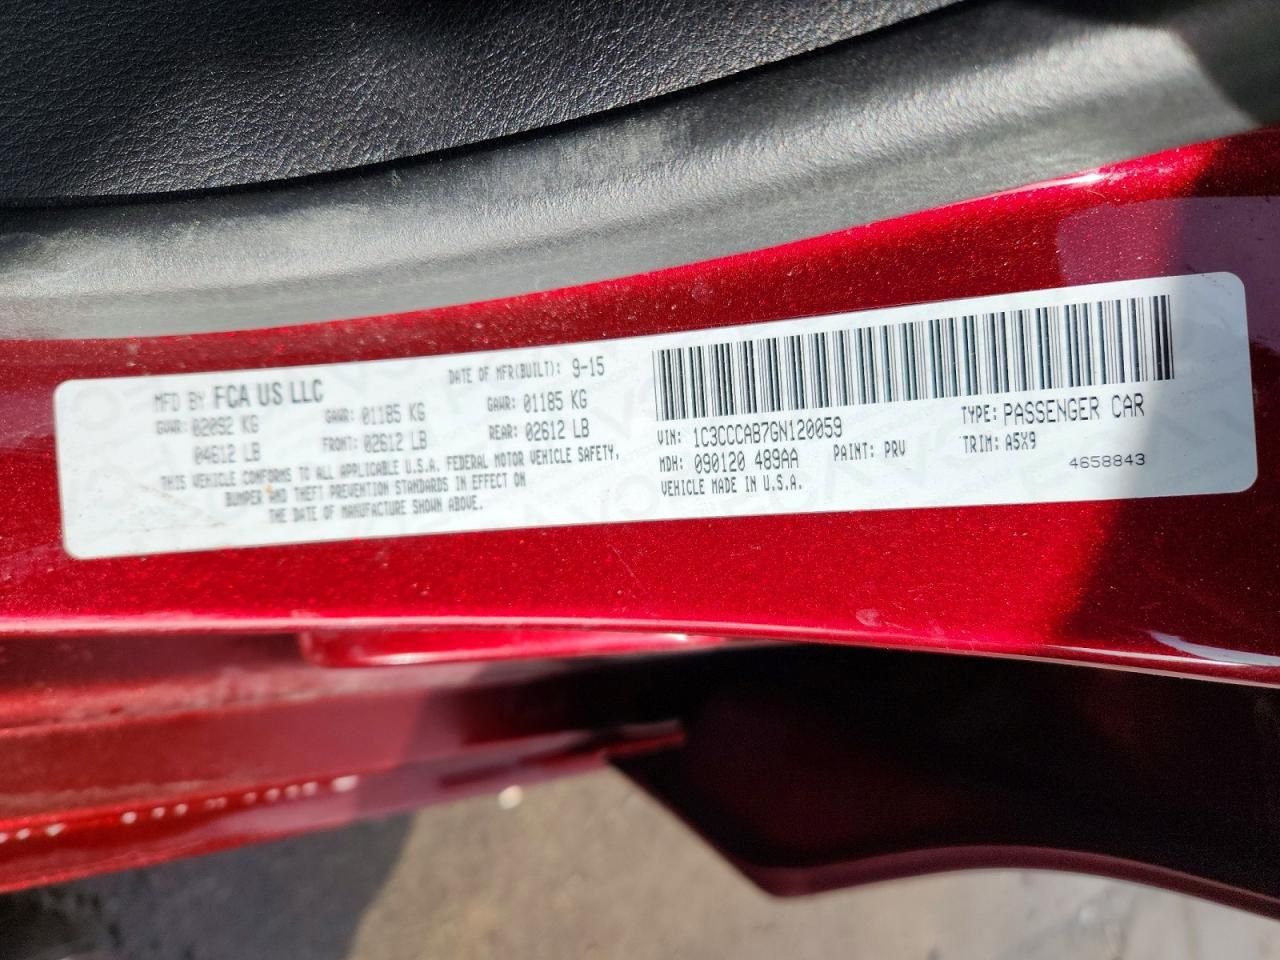 MFD BY FCA US LLC
DATE OF MFR(BUILT): 9-15
GVWR: 02092 KG
GAWR: 01185 KG
GAWR: 01185 KG
04612 LB
FRONT: 02612 LB
REAR: 02612 LB
THIS VEHICLE CONFORMS TO ALL APPLICABLE U.S.A. FEDERAL MOTOR VEHICLE SAFETY,
BUMPER AND THEFT PREVENTION STANDARDS IN EFFECT ON
THE DATE OF MANUFACTURE SHOWN ABOVE.
VIN: 1C3CCCAB7GN120059
TYPE: PASSENGER CAR
MDH: 090120 489AA
PAINT: PRV
TRIM: A5X9
VEHICLE MADE IN U.S.A.
4658843